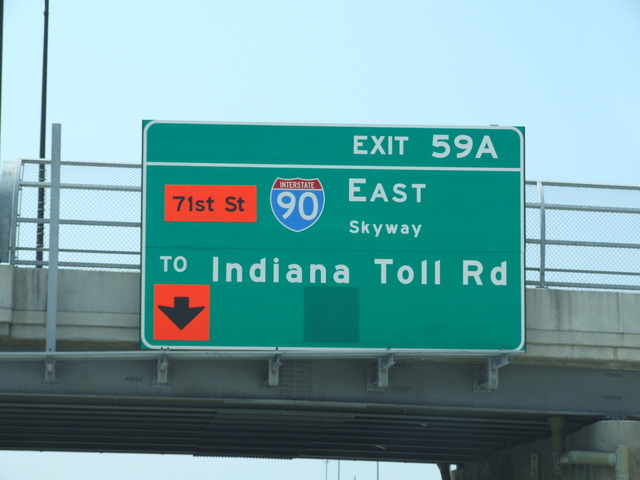 EXIT 59A
71st St INTERSTATE 90 EAST
Skyway
TO Indiana Toll Rd